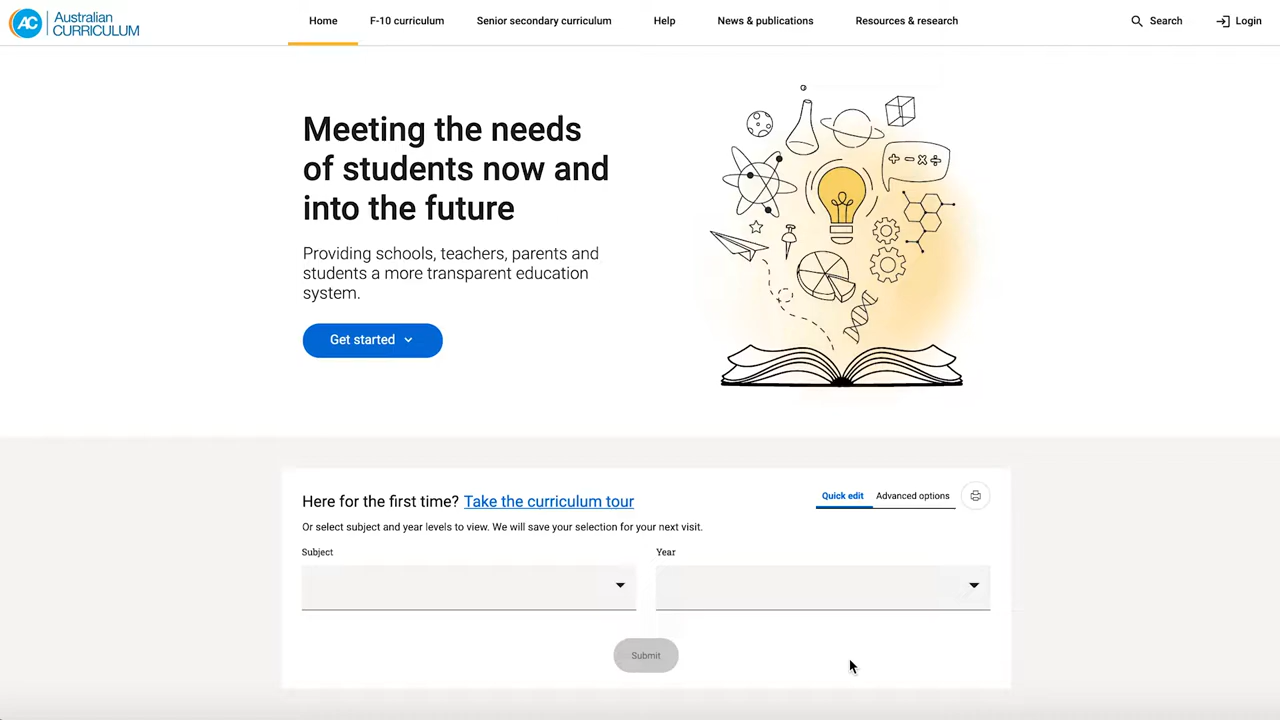 AC Australian CURRICULUM
Home
F-10 curriculum
Senior secondary curriculum
Help
News & publications
Resources & research
Search
Login
Meeting the needs
of students now and
into the future
Providing schools, teachers, parents and
students a more transparent education
system.
Get started
+ − × ÷
Here for the first time? Take the curriculum tour
Quick edit
Advanced options
Or select subject and year levels to view. We will save your selection for your next visit.
Subject
Year
Submit